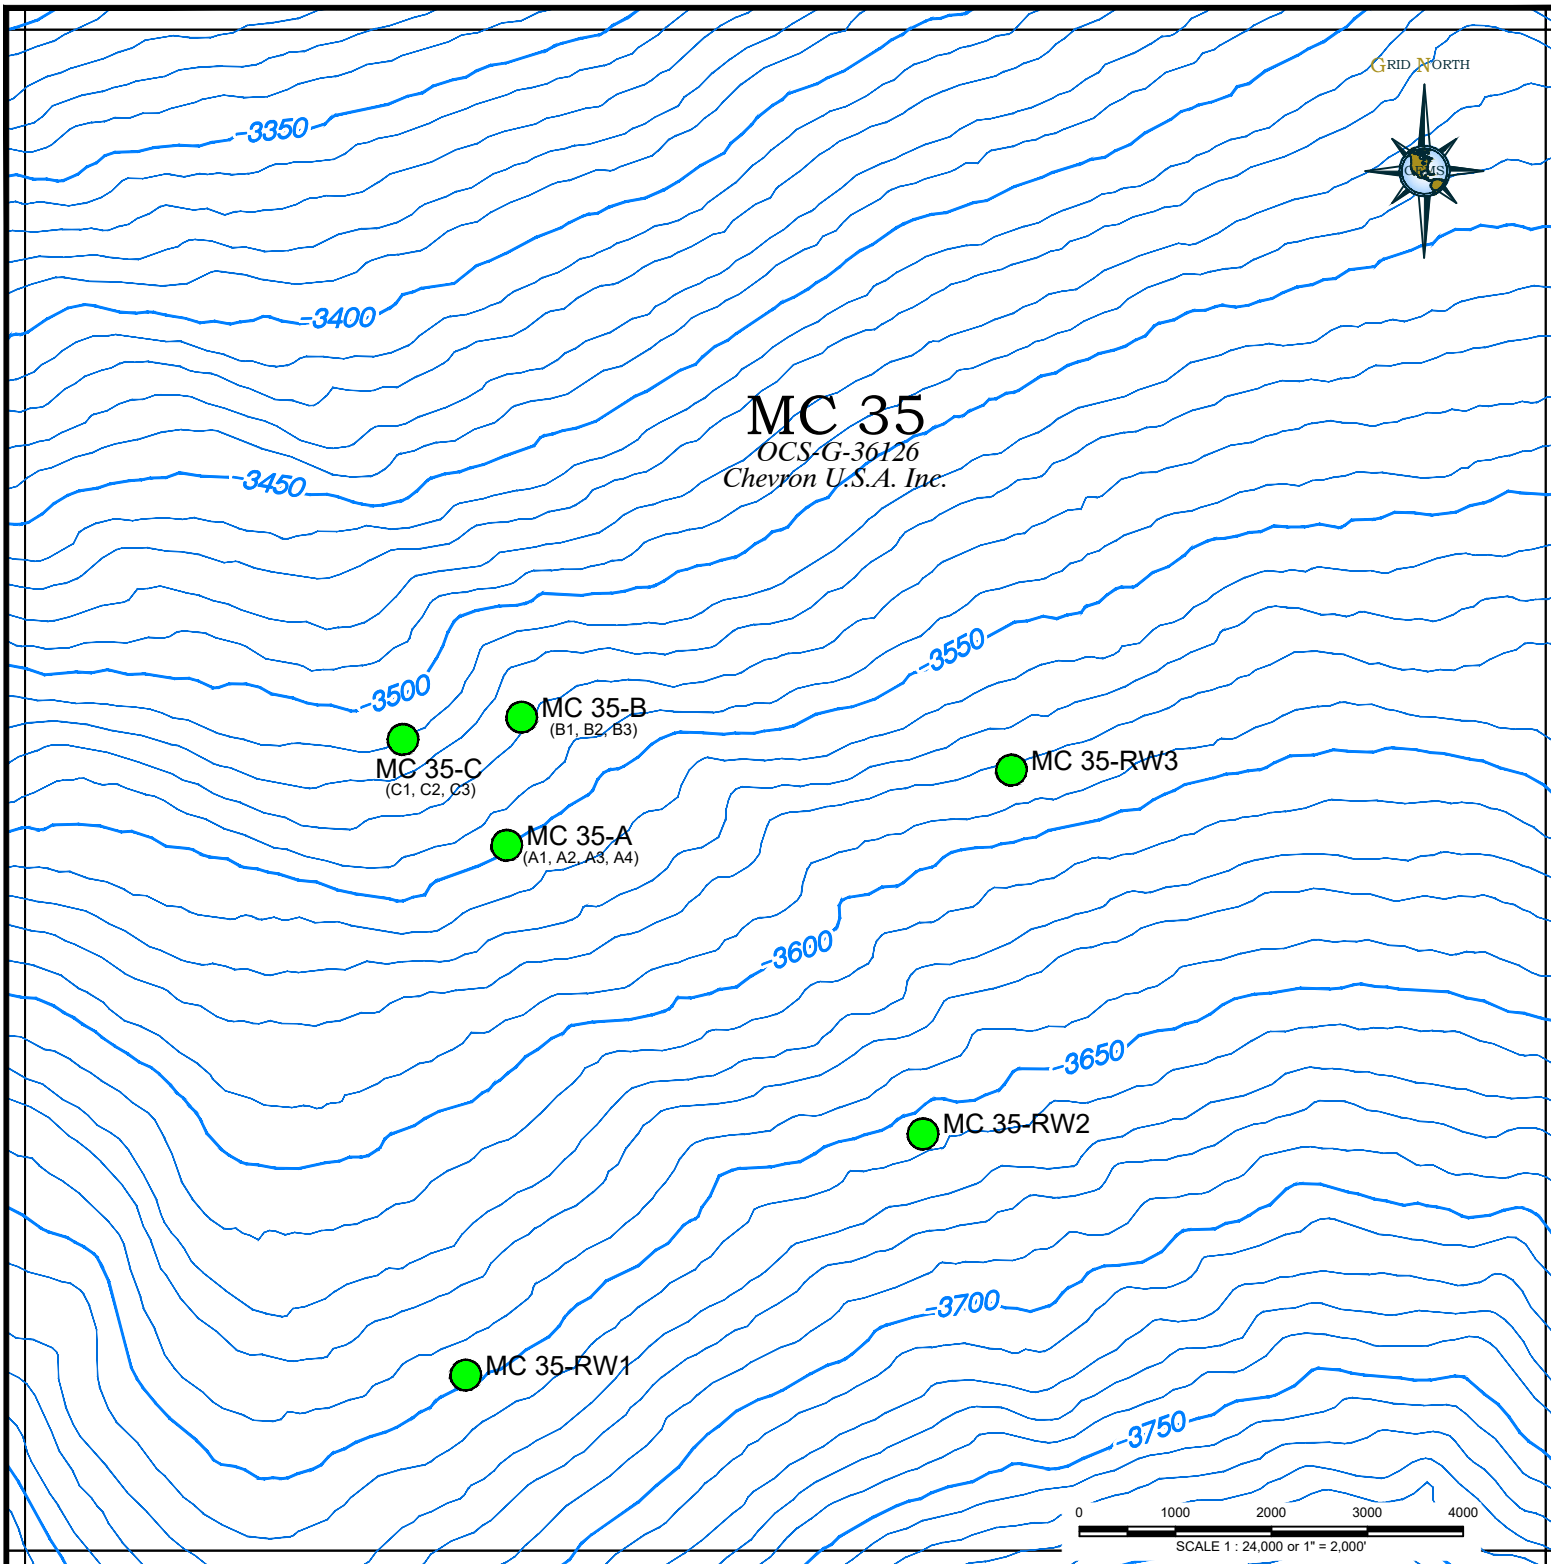 GRID NORTH
GEMS
-3350
-3400
MC 35
OCS-G-36126
Chevron U.S.A. Inc.
-3450
-3550
-3500
MC 35-B
(B1, B2, B3)
MC 35-C
(C1, C2, C3)
MC 35-RW3
MC 35-A
(A1, A2, A3, A4)
-3600
-3650
MC 35-RW2
-3700
MC 35-RW1
-3750
0 1000 2000 3000 4000
SCALE 1 : 24,000 or 1" = 2,000'